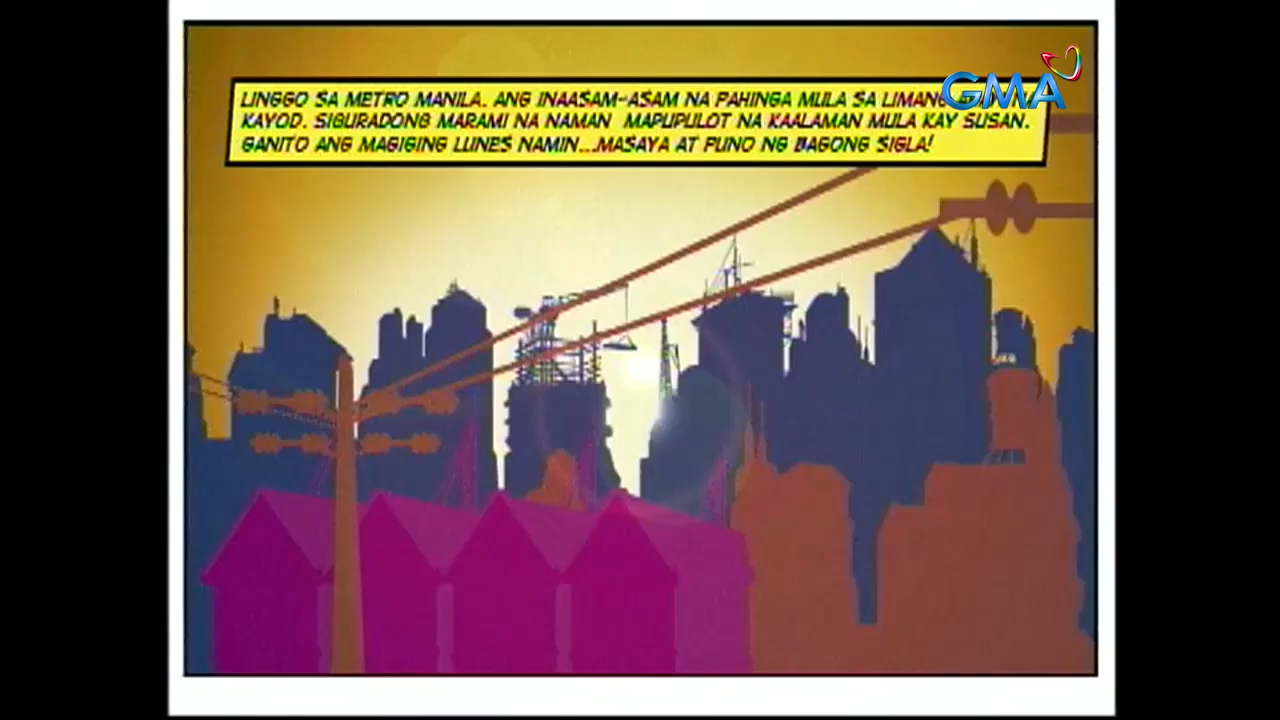 GMA
LINGGO SA METRO MANILA. ANG INAASAM-ASAM NA PAHINGA MULA SA LIMANG
KAYOD. SIGURADONG MARAMI NA NAMAN MAPUPULOT NA KAALAMAN MULA KAY SUSAN.
GANITO ANG MAGIGING LUNES NAMIN...MASAYA AT PUNO NG BAGONG SIGLA!